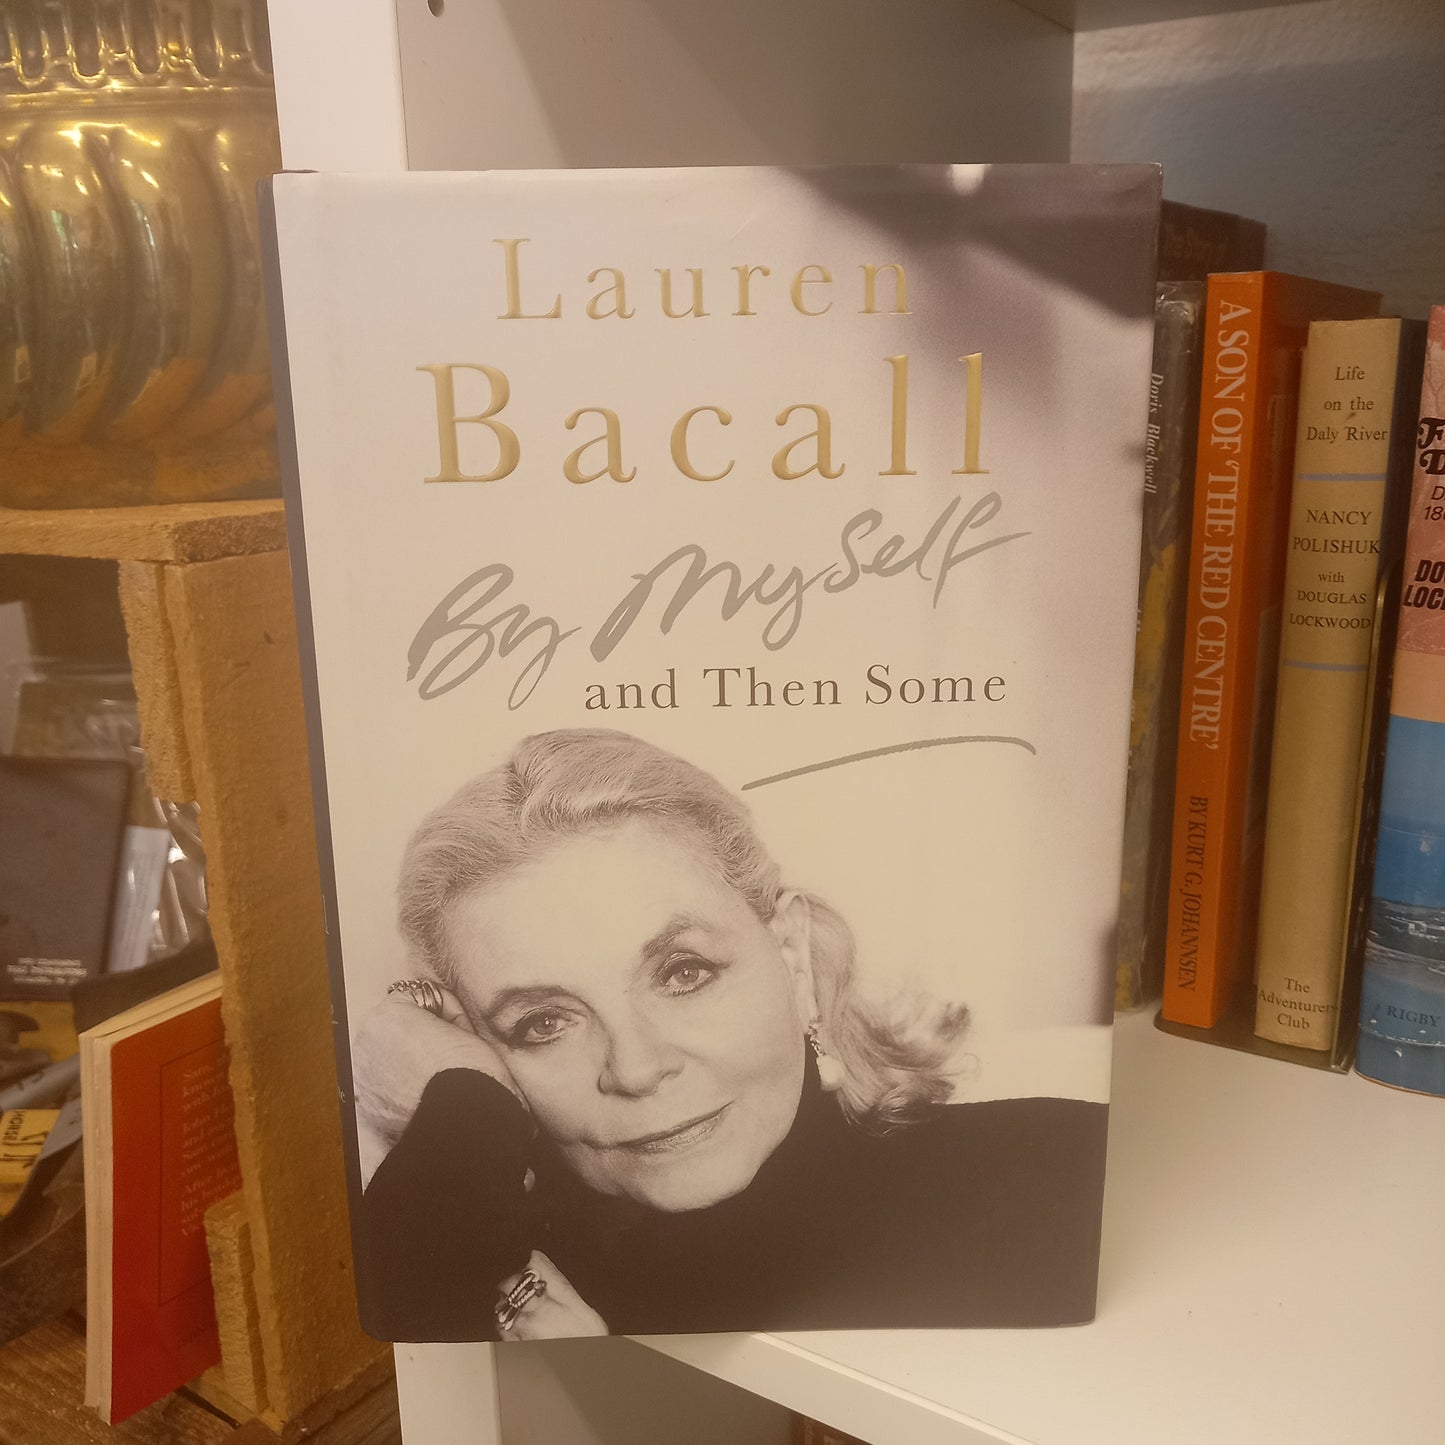 Lauren
Bacall
By Myself
and Then Some
Doris Blackwell
A SON OF 'THE RED CENTRE'
BY KURT G. JOHANNSEN
Life
on the
Daly River
NANCY
POLISHUK
with
DOUGLAS
LOCKWOOD
The
Adventurers
Club
RIGBY